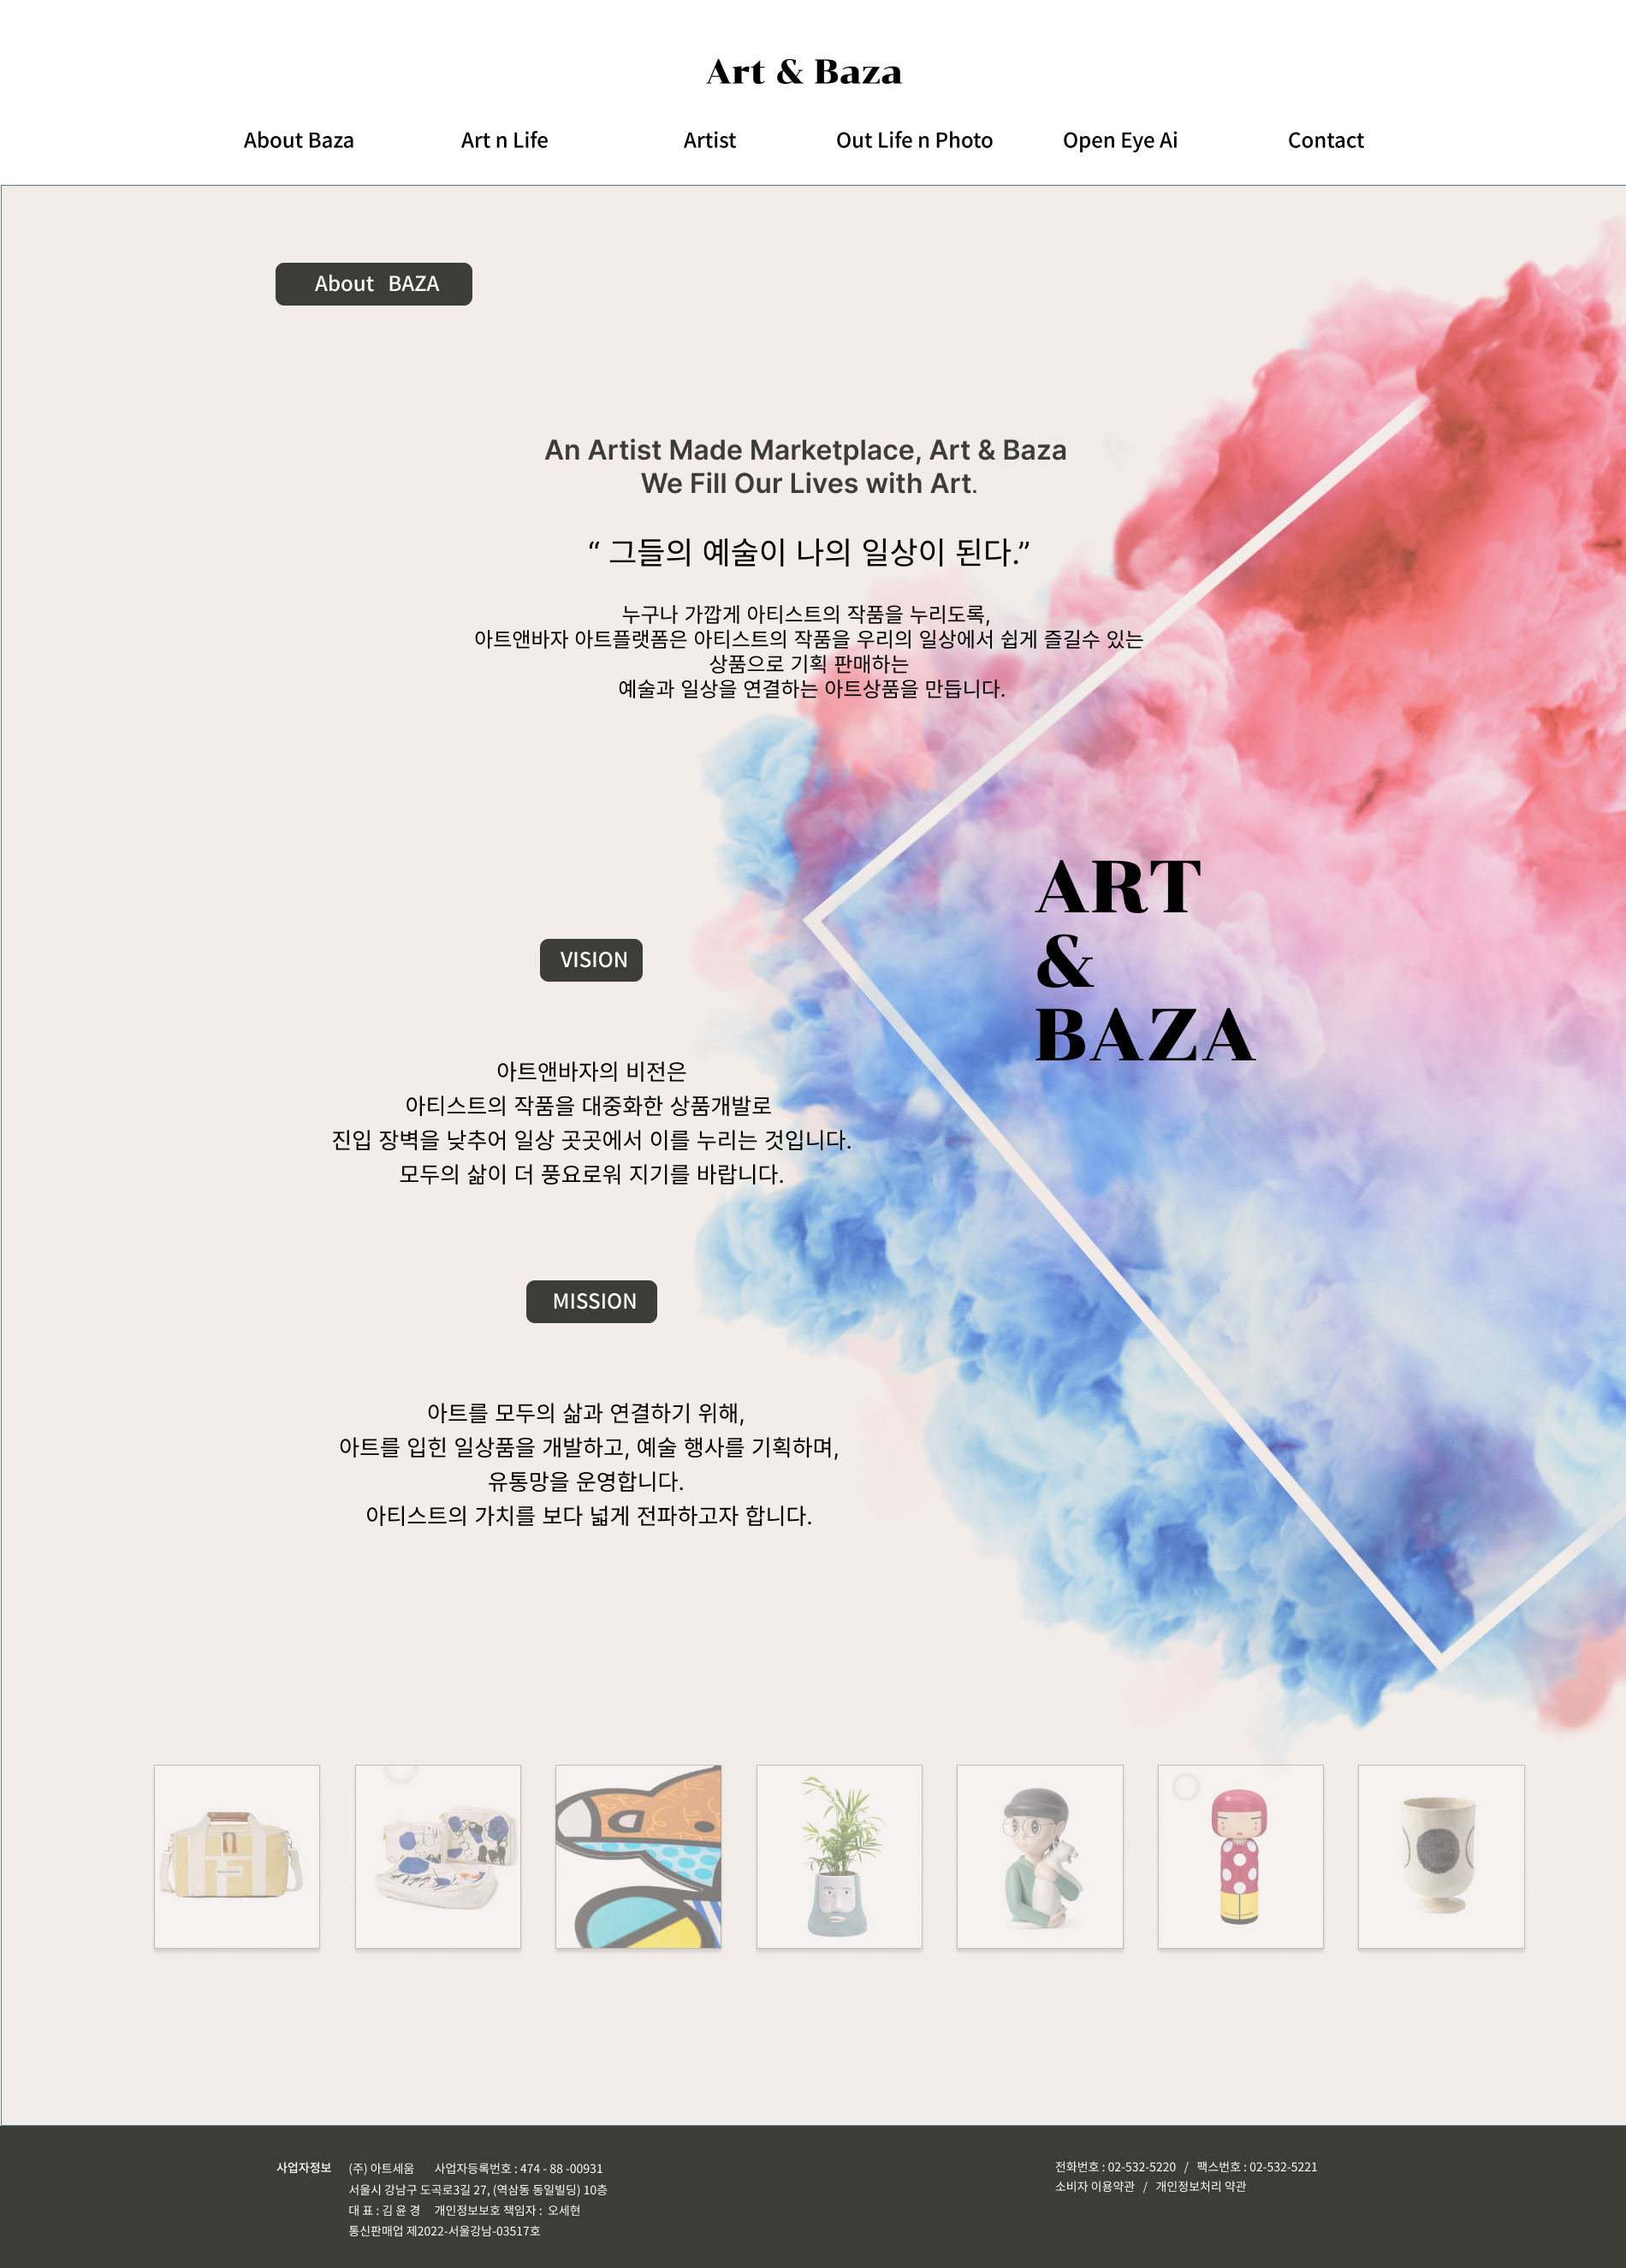 Art & Baza
About Baza
Art n Life
Artist
Out Life n Photo
Open Eye Ai
Contact
About BAZA
An Artist Made Marketplace, Art & Baza
We Fill Our Lives with Art.
“ 그들의 예술이 나의 일상이 된다.”
누구나 가깝게 아티스트의 작품을 누리도록,
아트앤바자 아트플랫폼은 아티스트의 작품을 우리의 일상에서 쉽게 즐길수 있는
상품으로 기획 판매하는
예술과 일상을 연결하는 아트상품을 만듭니다.
ART
&
BAZA
VISION
아트앤바자의 비전은
아티스트의 작품을 대중화한 상품개발로
진입 장벽을 낮추어 일상 곳곳에서 이를 누리는 것입니다.
모두의 삶이 더 풍요로워 지기를 바랍니다.
MISSION
아트를 모두의 삶과 연결하기 위해,
아트를 입힌 일상품을 개발하고, 예술 행사를 기획하며,
유통망을 운영합니다.
아티스트의 가치를 보다 넓게 전파하고자 합니다.
사업자정보 (주) 아트세움 사업자등록번호 : 474 - 88 -00931
서울시 강남구 도곡로3길 27, (역삼동 동일빌딩) 10층
대 표 : 김 윤 경 개인정보보호 책임자 : 오세현
통신판매업 제2022-서울강남-03517호
전화번호 : 02-532-5220 / 팩스번호 : 02-532-5221
소비자 이용약관 / 개인정보처리 약관